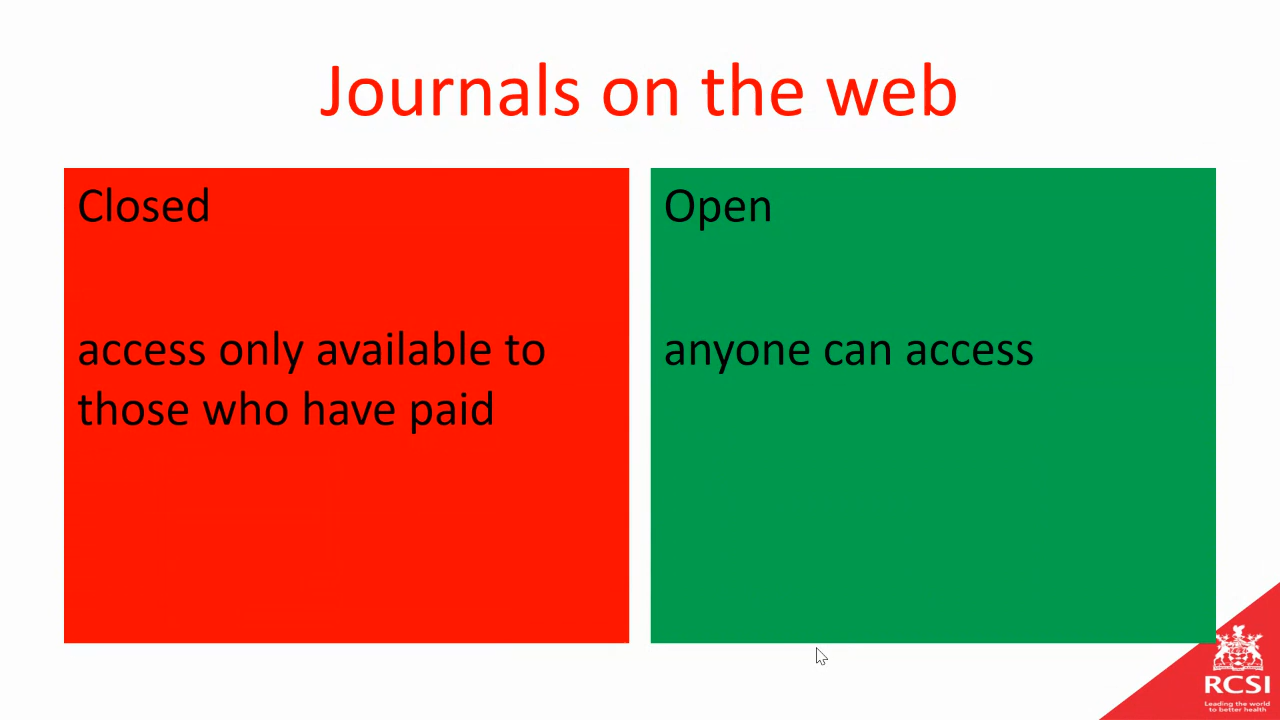 Journals on the web
Closed
access only available to
those who have paid
Open
anyone can access
RCSI
Leading the world
to better health